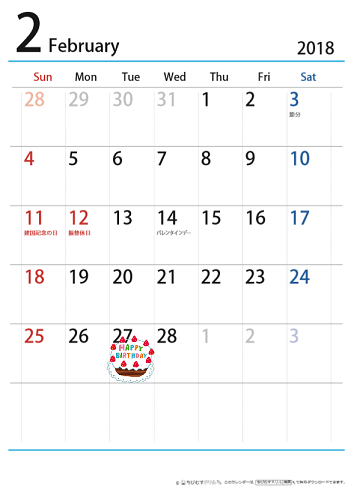 2 February 2018
Sun Mon Tue Wed Thu Fri Sat
28 29 30 31 1 2 3
節分
4 5 6 7 8 9 10
11 12 13 14 15 16 17
建国記念の日 振替休日 バレンタインデー
18 19 20 21 22 23 24
25 26 27 28 1 2 3
HAPPY
BIRTHDAY